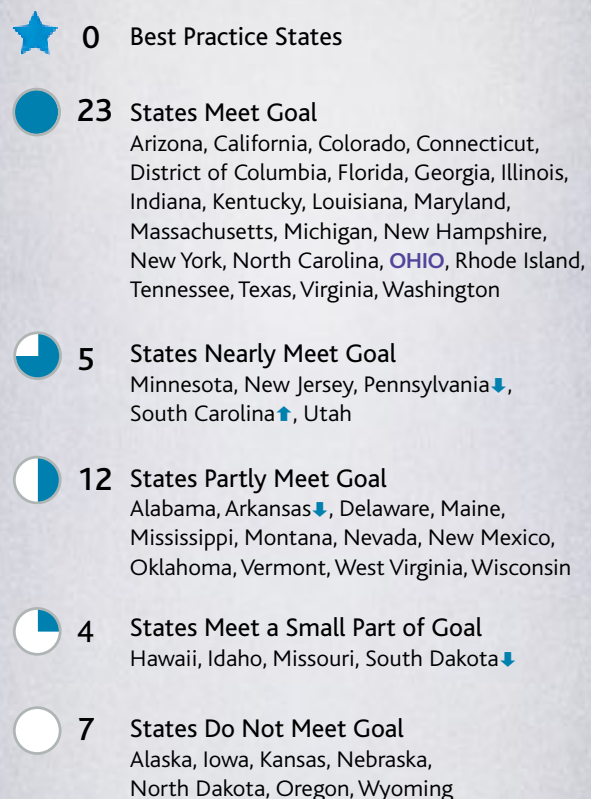 0 Best Practice States
23 States Meet Goal
Arizona, California, Colorado, Connecticut,
District of Columbia, Florida, Georgia, Illinois,
Indiana, Kentucky, Louisiana, Maryland,
Massachusetts, Michigan, New Hampshire,
New York, North Carolina, OHIO, Rhode Island,
Tennessee, Texas, Virginia, Washington
5 States Nearly Meet Goal
Minnesota, New Jersey, Pennsylvania⬇,
South Carolina⬆, Utah
12 States Partly Meet Goal
Alabama, Arkansas⬇, Delaware, Maine,
Mississippi, Montana, Nevada, New Mexico,
Oklahoma, Vermont, West Virginia, Wisconsin
4 States Meet a Small Part of Goal
Hawaii, Idaho, Missouri, South Dakota⬇
7 States Do Not Meet Goal
Alaska, Iowa, Kansas, Nebraska,
North Dakota, Oregon, Wyoming